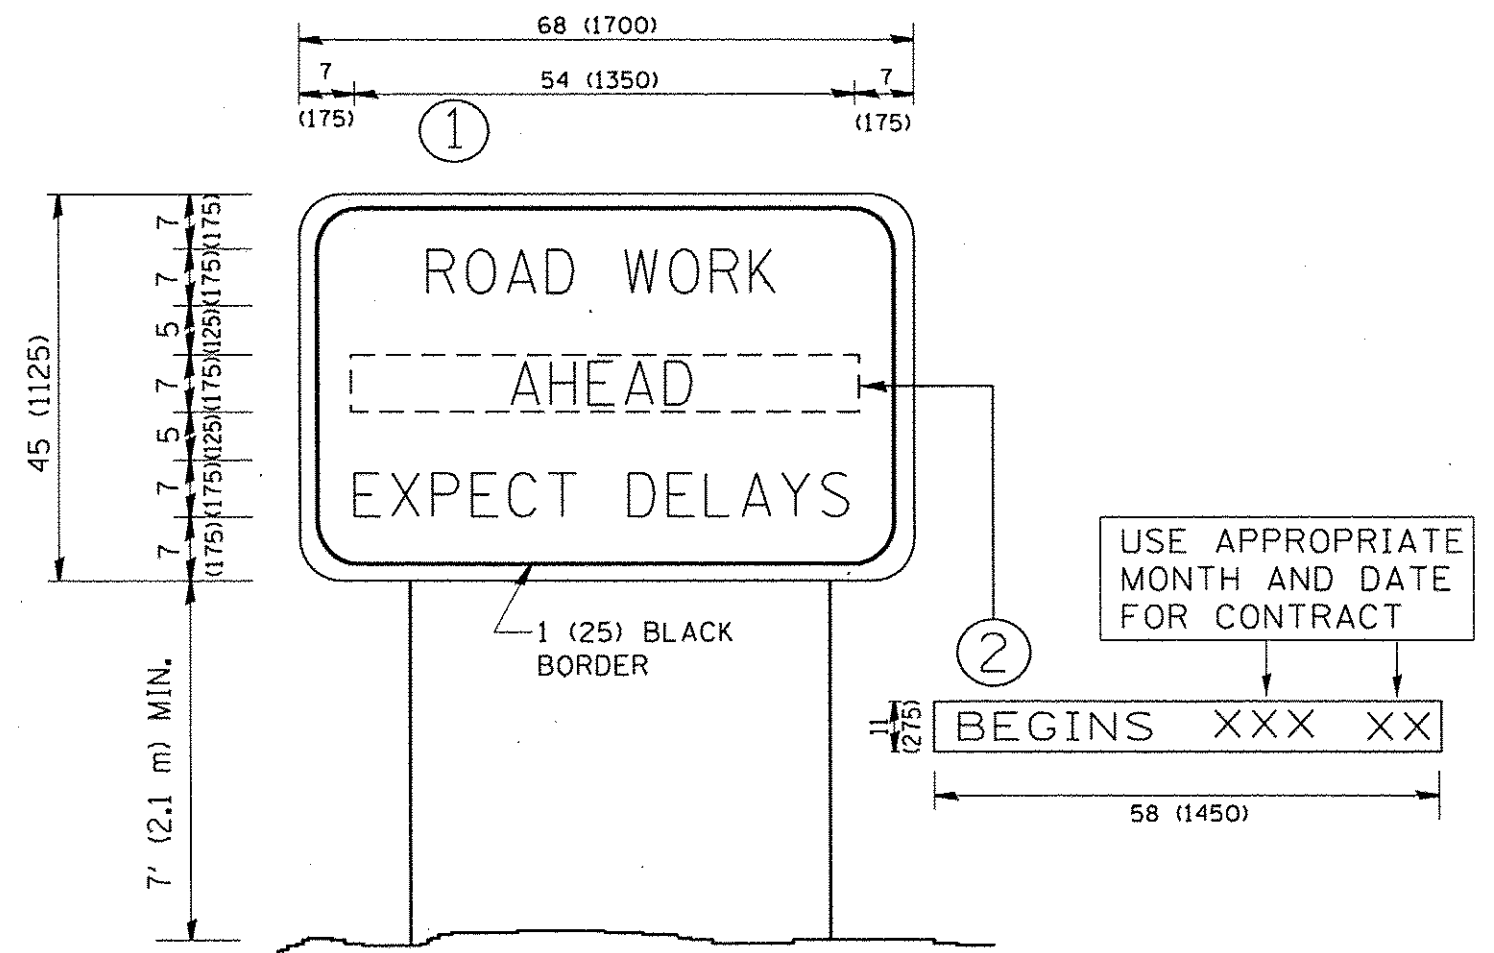 68 (1700)
7
54 (1350)
7
(175)
(175)
1
45 (1125)
7
(175)
7
(175)
5
(125)
7
(175)
5
(125)
7
(175)
7
(175)
ROAD WORK
AHEAD
EXPECT DELAYS
1 (25) BLACK
BORDER
7' (2.1 m) MIN.
2
USE APPROPRIATE
MONTH AND DATE
FOR CONTRACT
11
(275)
BEGINS XXX XX
58 (1450)